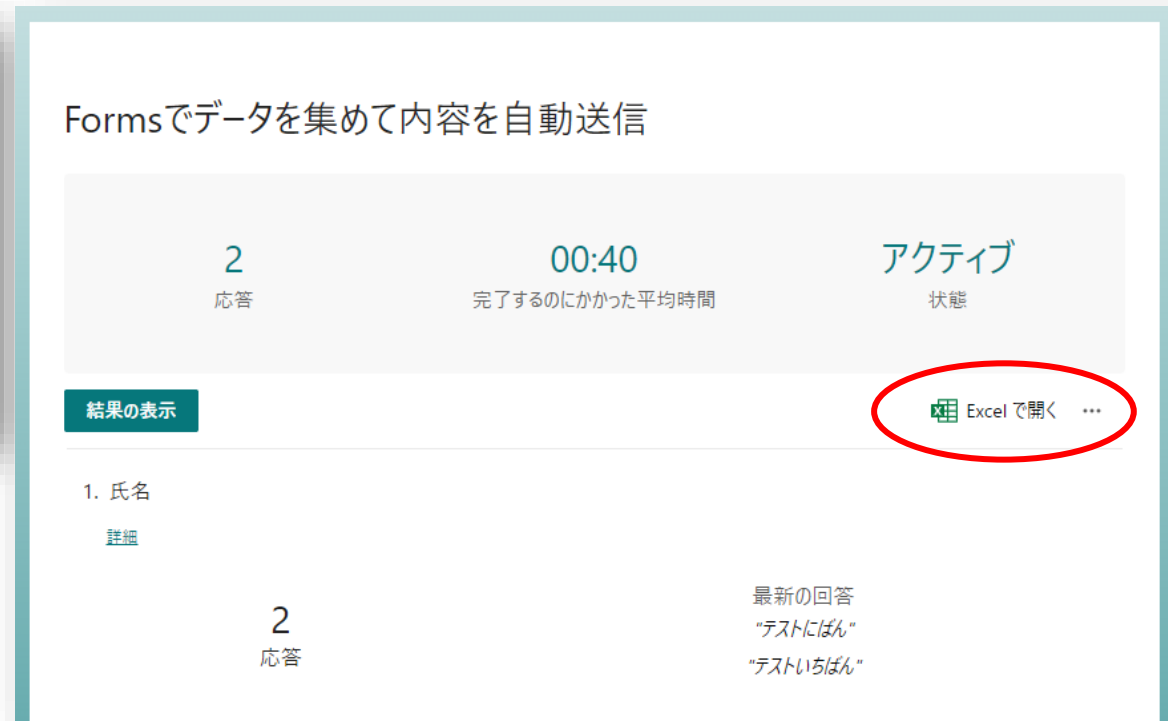 Formsでデータを集めて内容を自動送信
2
応答
00:40
完了するのにかかった平均時間
アクティブ
状態
結果の表示
Excel で開く ...
1. 氏名
詳細
2
応答
最新の回答
"テストにばん"
"テストいちばん"